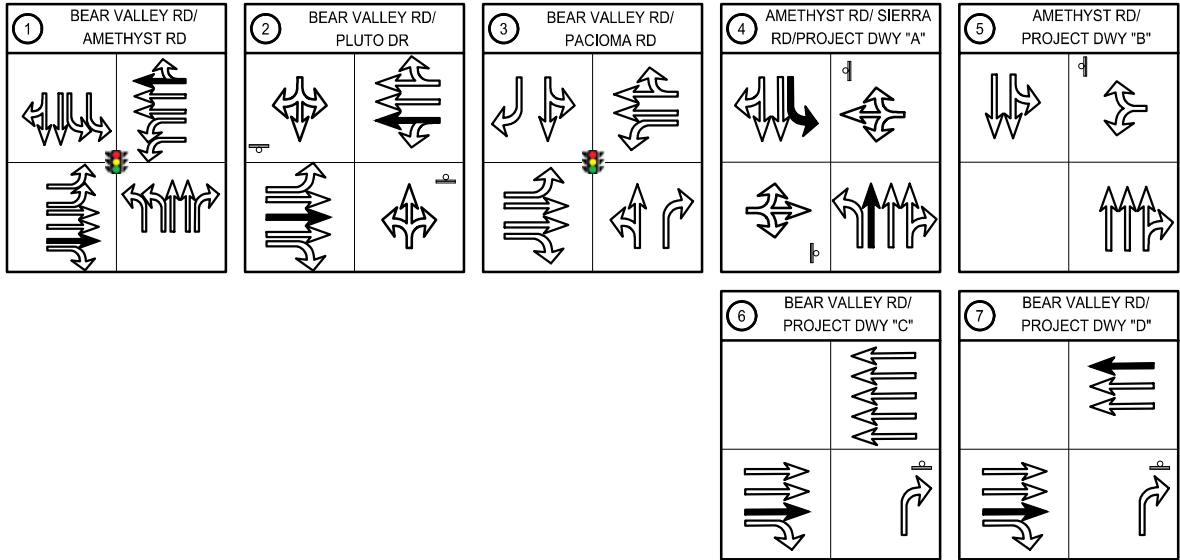 1
BEAR VALLEY RD/
AMETHYST RD
2
BEAR VALLEY RD/
PLUTO DR
3
BEAR VALLEY RD/
PACIOMA RD
4
AMETHYST RD/ SIERRA
RD/PROJECT DWY "A"
5
AMETHYST RD/
PROJECT DWY "B"
6
BEAR VALLEY RD/
PROJECT DWY "C"
7
BEAR VALLEY RD/
PROJECT DWY "D"